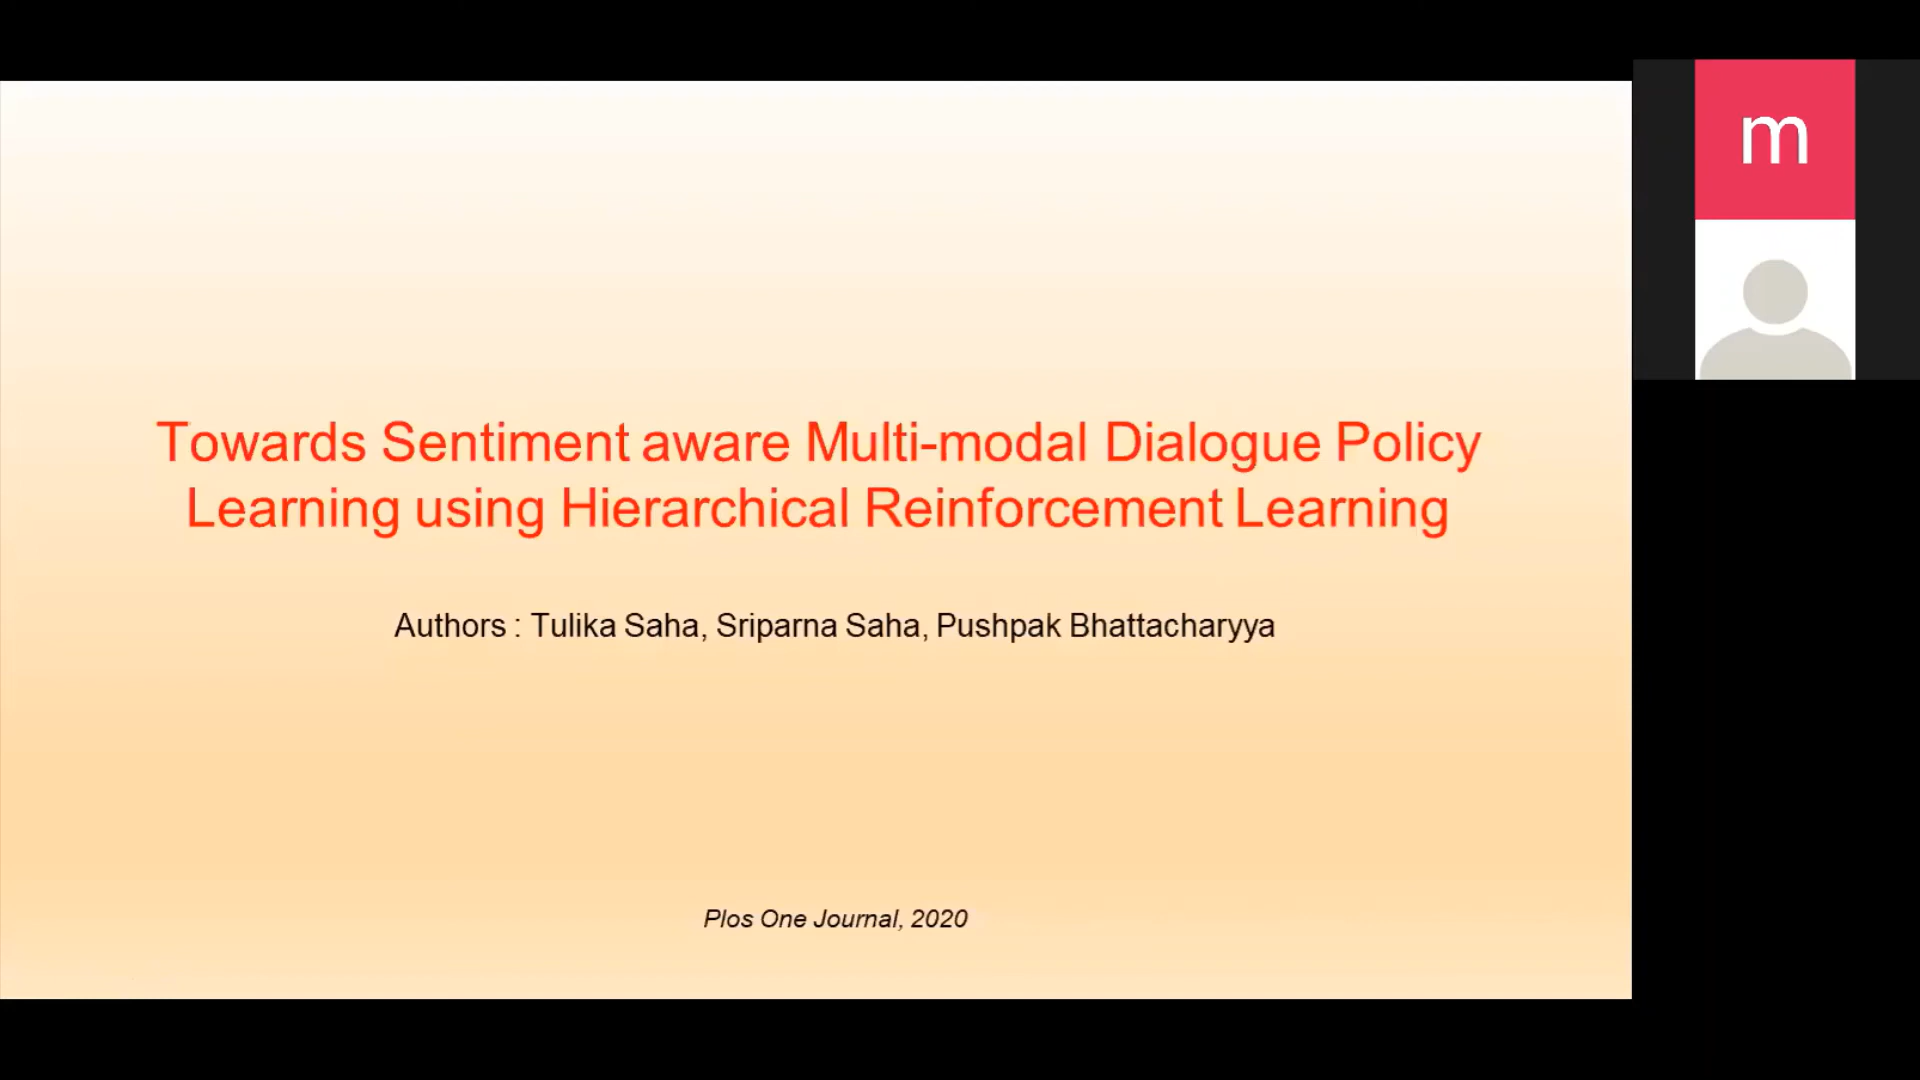 m
Towards Sentiment aware Multi-modal Dialogue Policy
Learning using Hierarchical Reinforcement Learning
Authors : Tulika Saha, Sriparna Saha, Pushpak Bhattacharyya
Plos One Journal, 2020